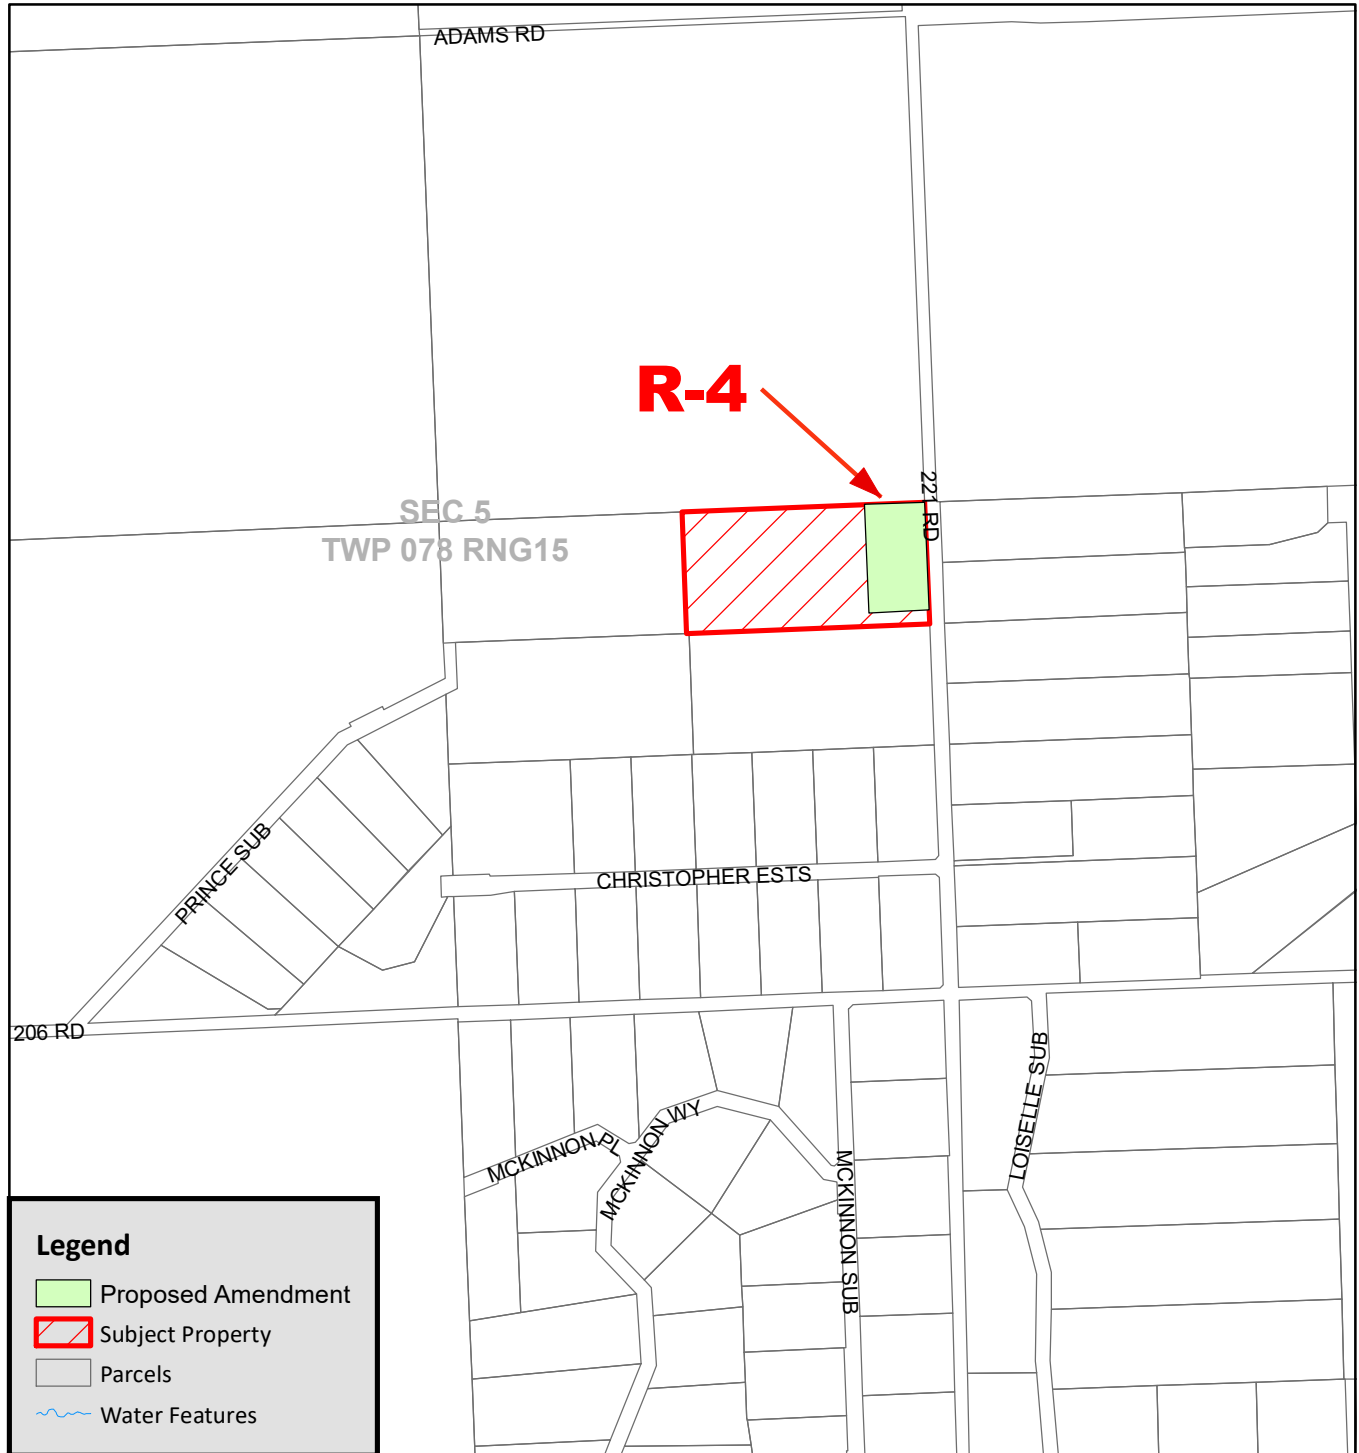 ADAMS RD
R-4
221 RD
SEC 5
TWP 078 RNG15
PRINCE SUB
CHRISTOPHER ESTS
206 RD
LOISELLE SUB
MCKINNON PL
MCKINNON WY
MCKINNON SUB
Legend
Proposed Amendment
Subject Property
Parcels
Water Features